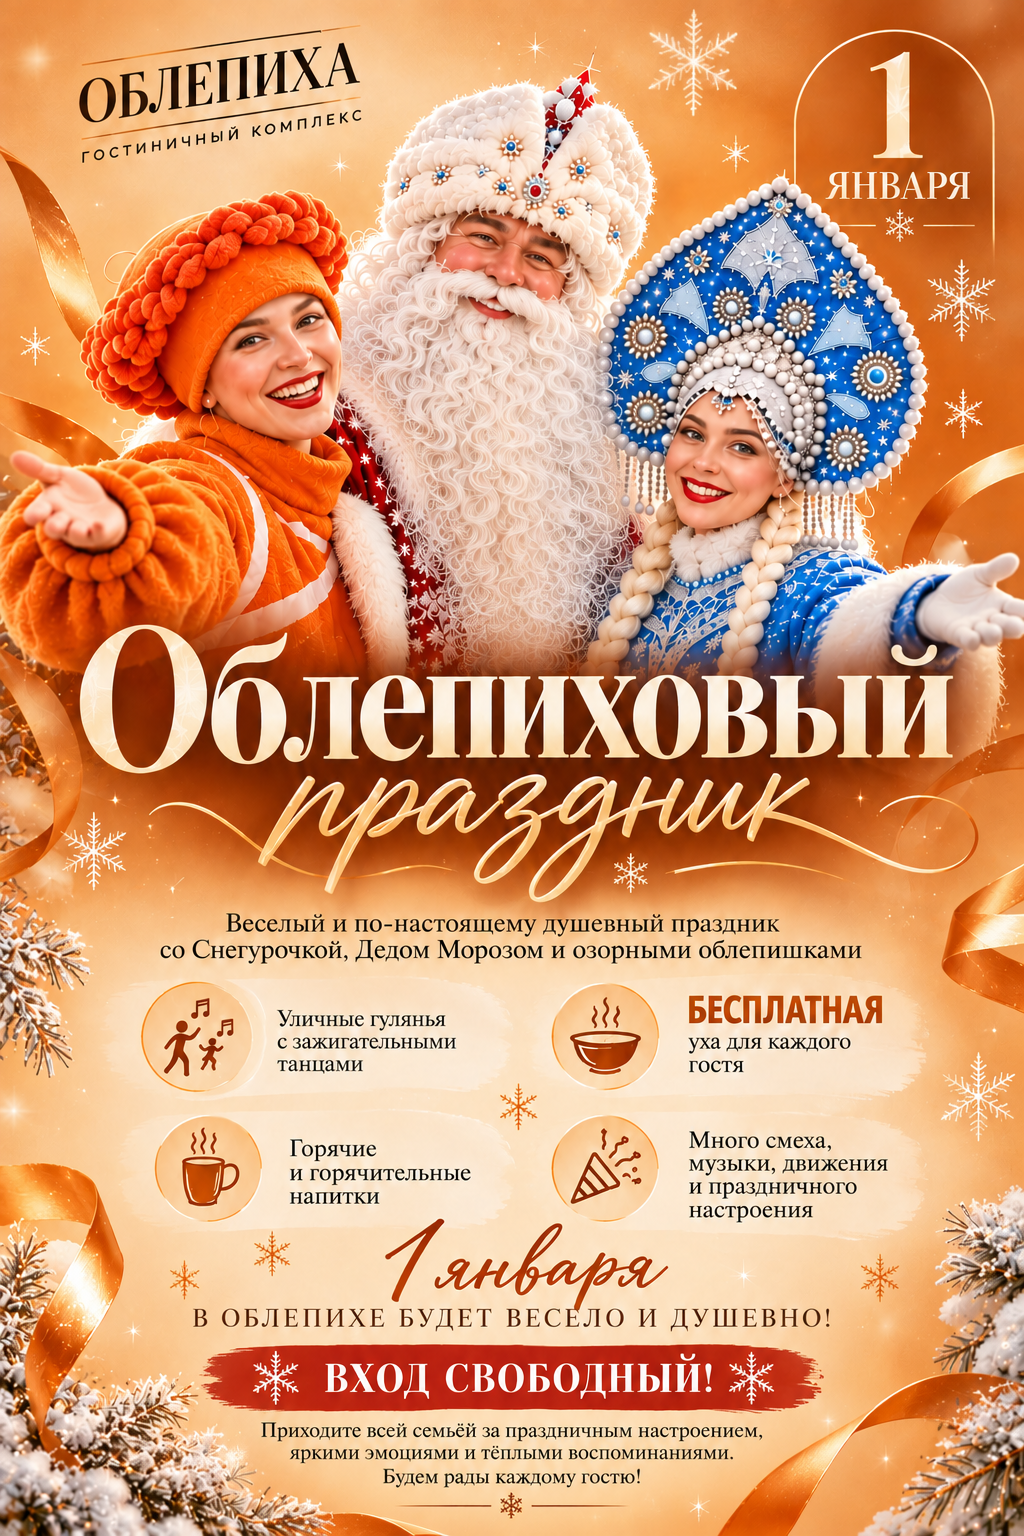 ОБЛЕПИХА
ГОСТИНИЧНЫЙ КОМПЛЕКС
1
ЯНВАРЯ
Облепиховый
праздник
Веселый и по-настоящему душевный праздник
со Снегурочкой, Дедом Морозом и озорными облепишками
Уличные гулянья
с зажигательными
танцами
БЕСПЛАТНАЯ
уха для каждого
гостя
Горячие
и горячительные
напитки
Много смеха,
музыки, движения
и праздничного
настроения
1 января
В ОБЛЕПИХЕ БУДЕТ ВЕСЕЛО И ДУШЕВНО!
ВХОД СВОБОДНЫЙ!
Приходите всей семьёй за праздничным настроением,
яркими эмоциями и тёплыми воспоминаниями.
Будем рады каждому гостю!